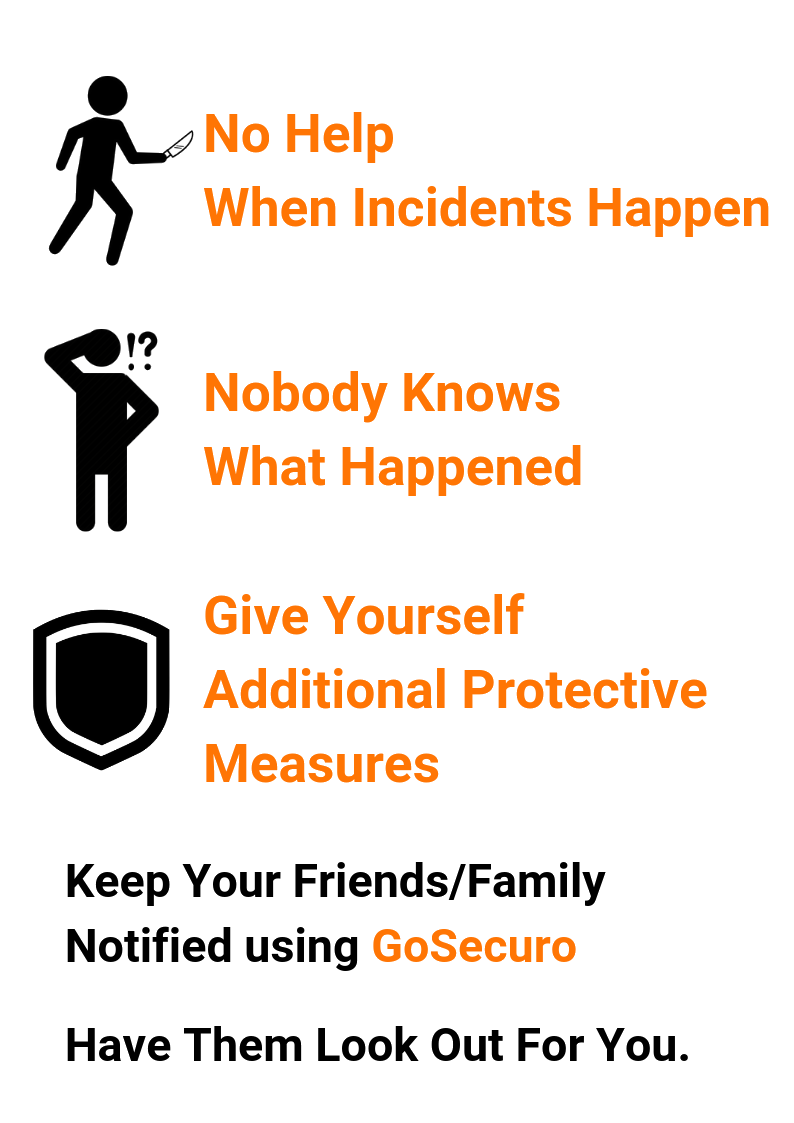 No Help
When Incidents Happen
!?
Nobody Knows
What Happened
Give Yourself
Additional Protective
Measures
Keep Your Friends/Family
Notified using GoSecuro
Have Them Look Out For You.